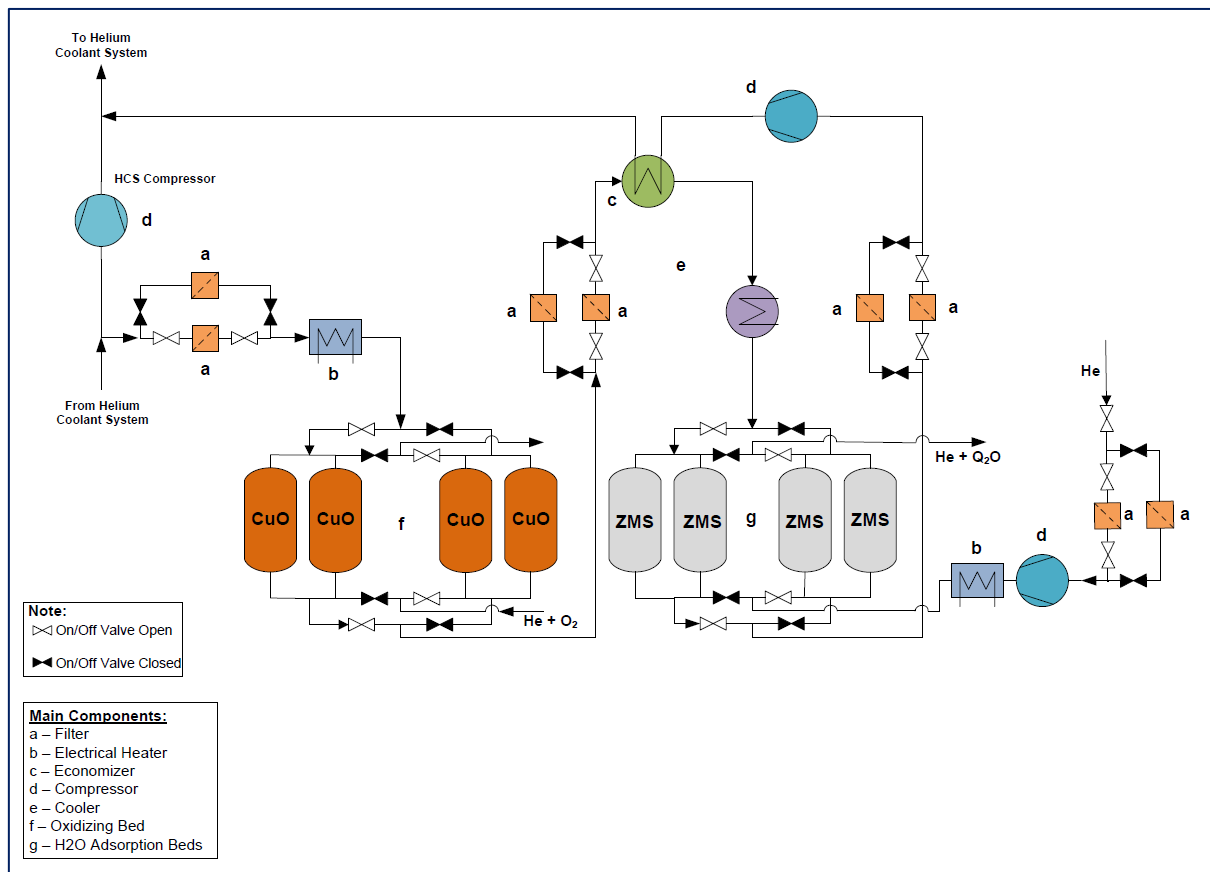 To Helium
Coolant System
d
HCS Compressor
d
c
a
e
a
a
a
a
a
b
From Helium
Coolant System
He
He + Q₂O
CuO
CuO
f
CuO
CuO
ZMS
ZMS
g
ZMS
ZMS
a
a
d
b
He + O₂
Note:
On/Off Valve Open
On/Off Valve Closed
Main Components:
a – Filter
b – Electrical Heater
c – Economizer
d – Compressor
e – Cooler
f – Oxidizing Bed
g – H2O Adsorption Beds